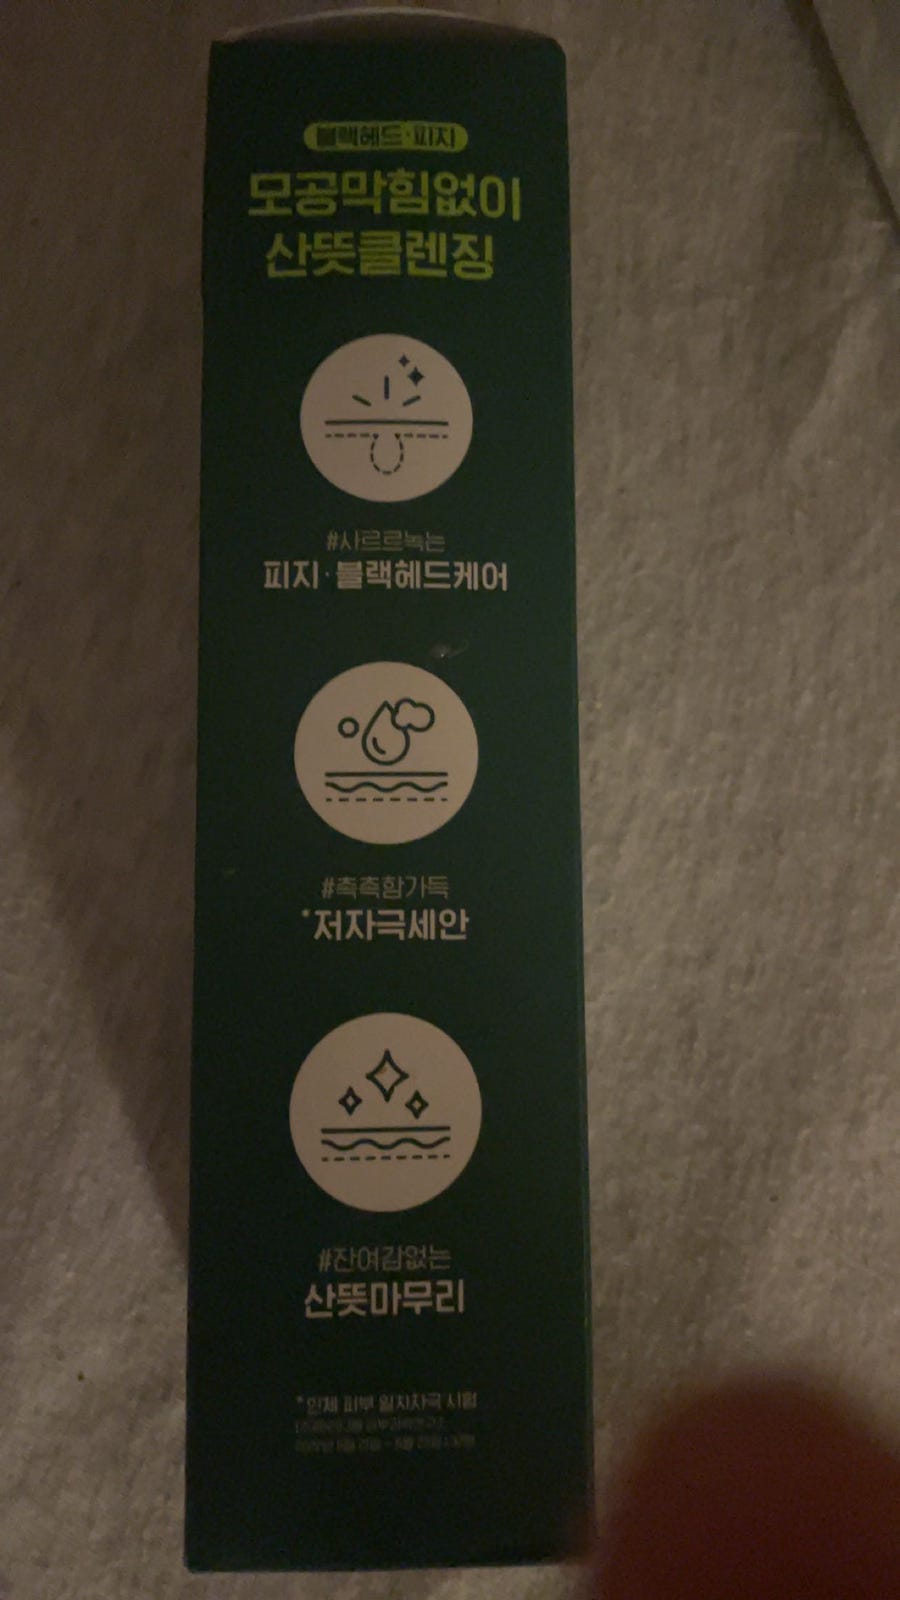 블랙헤드·피지
모공막힘없이
산뜻클렌징
#사르르녹는
피지·블랙헤드케어
#촉촉함가득
*저자극세안
#잔여감없는
산뜻마무리
*인체 피부 일차자극 시험